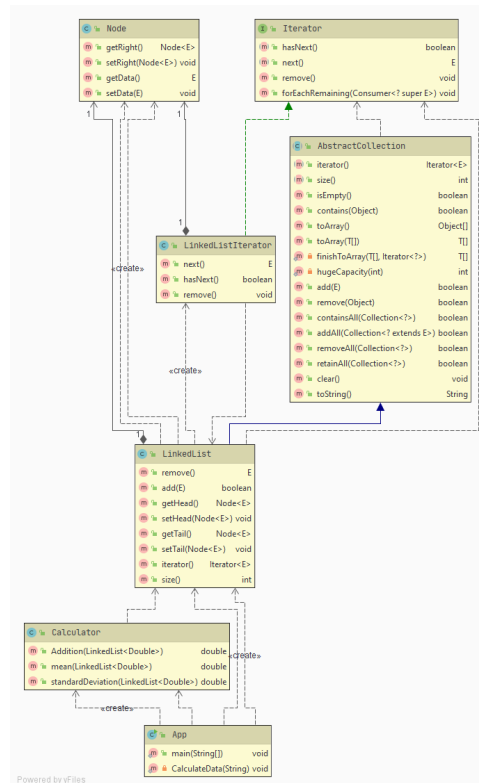 Node
getRight() Node<E>
setRight(Node<E>) void
getData() E
setData(E) void
Iterator
hasNext() boolean
next() E
remove() void
forEachRemaining(Consumer<? super E>) void
1
1
AbstractCollection
iterator() Iterator<E>
size() int
isEmpty() boolean
contains(Object) boolean
toArray() Object[]
toArray(T[]) T[]
finishToArray(T[], Iterator<?>) T[]
hugeCapacity(int) int
add(E) boolean
remove(Object) boolean
containsAll(Collection<?>) boolean
addAll(Collection<? extends E>) boolean
removeAll(Collection<?>) boolean
retainAll(Collection<?>) boolean
clear() void
toString() String
1
LinkedListIterator
next() E
hasNext() boolean
remove() void
«create»
«create»
1
LinkedList
remove() E
add(E) boolean
getHead() Node<E>
setHead(Node<E>) void
getTail() Node<E>
setTail(Node<E>) void
iterator() Iterator<E>
size() int
Calculator
Addition(LinkedList<Double>) double
mean(LinkedList<Double>) double
standardDeviation(LinkedList<Double>) double
«create»
«create»
App
main(String[]) void
CalculateData(String) void
Powered by yFiles